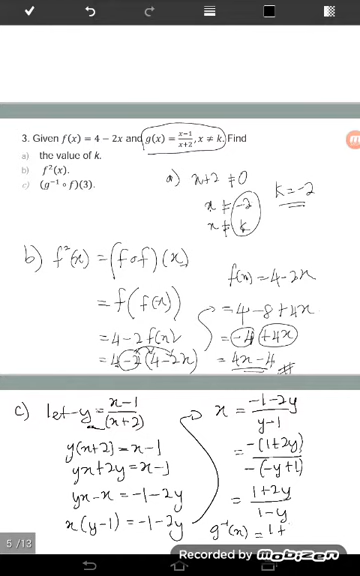 3. Given f(x) = 4 − 2x and g(x) = (x−1)/(x+2), x ≠ k. Find
a) the value of k.
b) f²(x).
c) (g⁻¹ ∘ f)(3).
a) x+2 ≠ 0
x ≠ −2
x ≠ k
k = −2
b) f²(x) = (f∘f)(x)
= f(f(x))
= 4−2f(x)
= 4−2(4−2x)
f(x) = 4−2x
= 4−8+4x
= −4+4x
= 4x−4 #
c) let y = (x−1)/(x+2)
y(x+2) = x−1
yx+2y = x−1
yx−x = −1−2y
x(y−1) = −1−2y
x = (−1−2y)/(y−1)
= −(1+2y)/−(−y+1)
= (1+2y)/(1−y)
g⁻¹(x) = 1+
5 / 13
Recorded by Mobizen